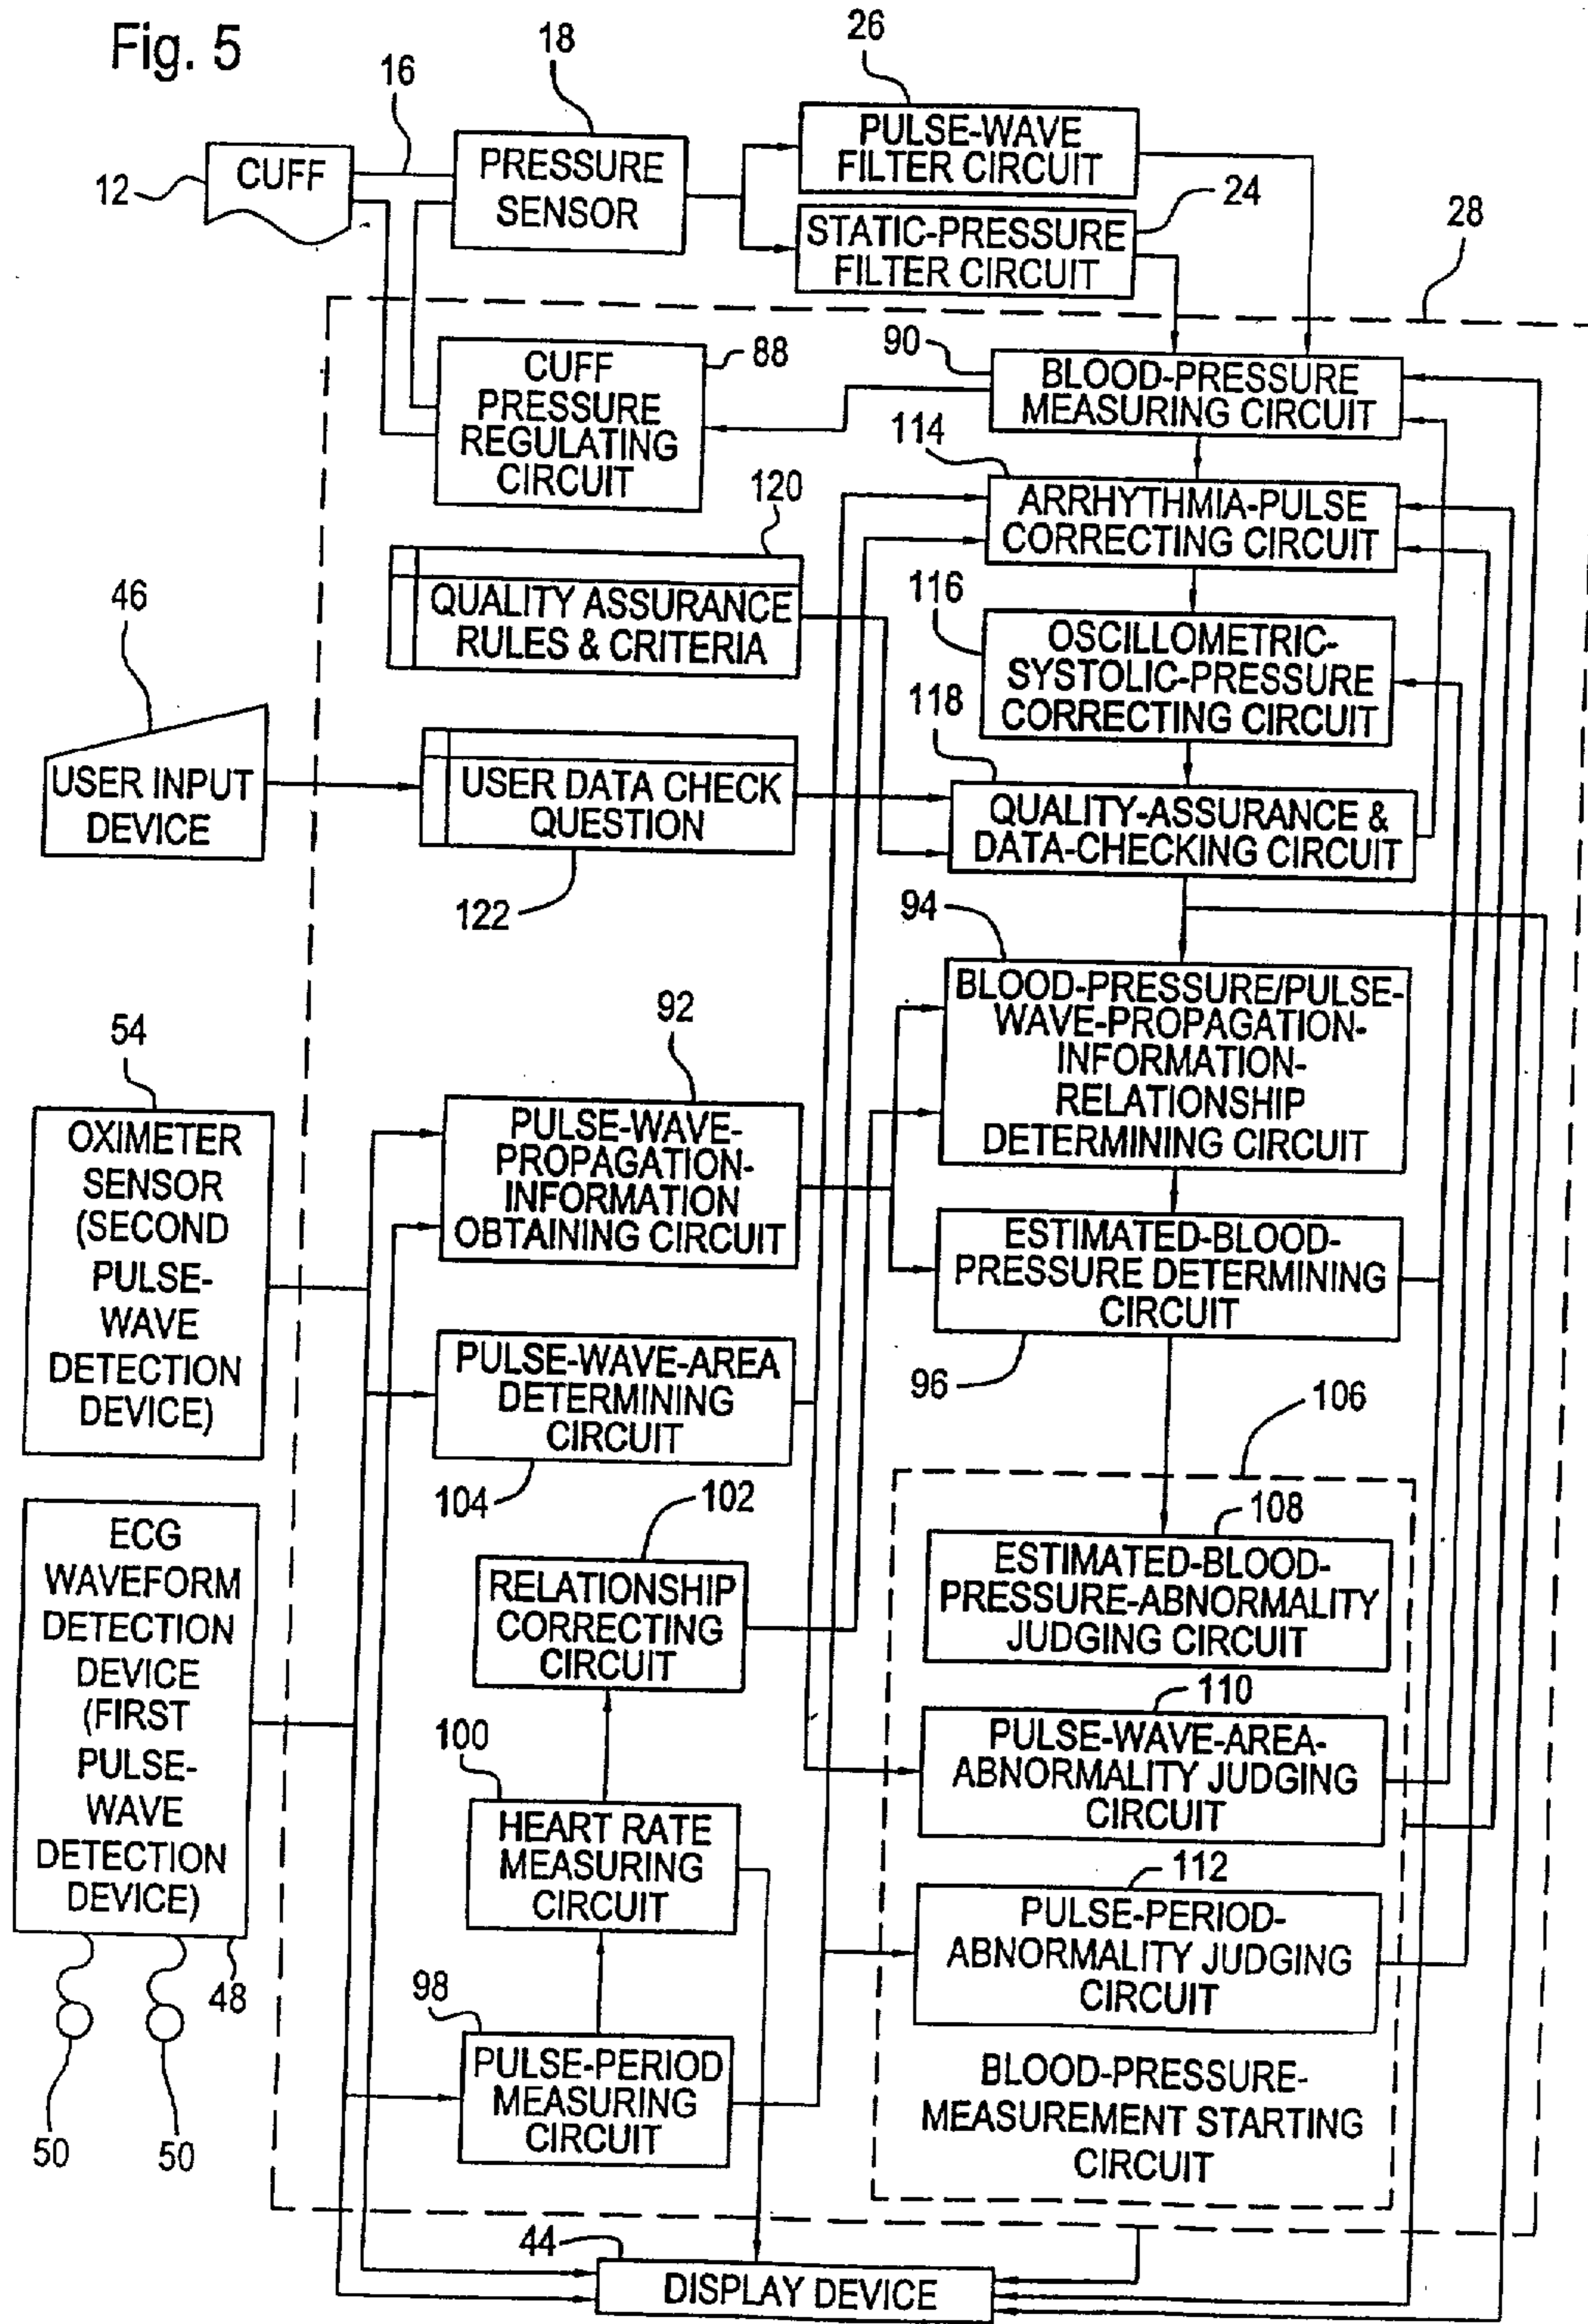 Fig. 5
26
18
16
PULSE-WAVE
FILTER CIRCUIT
12
CUFF
PRESSURE
SENSOR
24
STATIC-PRESSURE
FILTER CIRCUIT
28
90
88
CUFF
PRESSURE
REGULATING
CIRCUIT
BLOOD-PRESSURE
MEASURING CIRCUIT
114
120
ARRHYTHMIA-PULSE
CORRECTING CIRCUIT
QUALITY ASSURANCE
RULES & CRITERIA
116
OSCILLOMETRIC-
SYSTOLIC-PRESSURE
CORRECTING CIRCUIT
46
118
USER INPUT
DEVICE
USER DATA CHECK
QUESTION
122
QUALITY-ASSURANCE &
DATA-CHECKING CIRCUIT
94
BLOOD-PRESSURE/PULSE-
WAVE-PROPAGATION-
INFORMATION-
RELATIONSHIP
DETERMINING CIRCUIT
54
92
OXIMETER
SENSOR
(SECOND
PULSE-
WAVE
DETECTION
DEVICE)
PULSE-WAVE-
PROPAGATION-
INFORMATION
OBTAINING CIRCUIT
ESTIMATED-BLOOD-
PRESSURE DETERMINING
CIRCUIT
96
PULSE-WAVE-AREA
DETERMINING
CIRCUIT
104
106
102
108
ECG
WAVEFORM
DETECTION
DEVICE
(FIRST
PULSE-
WAVE
DETECTION
DEVICE)
48
50
50
RELATIONSHIP
CORRECTING
CIRCUIT
ESTIMATED-BLOOD-
PRESSURE-ABNORMALITY
JUDGING CIRCUIT
110
PULSE-WAVE-AREA-
ABNORMALITY JUDGING
CIRCUIT
100
HEART RATE
MEASURING
CIRCUIT
112
PULSE-PERIOD-
ABNORMALITY JUDGING
CIRCUIT
98
PULSE-PERIOD
MEASURING
CIRCUIT
BLOOD-PRESSURE-
MEASUREMENT STARTING
CIRCUIT
44
DISPLAY DEVICE